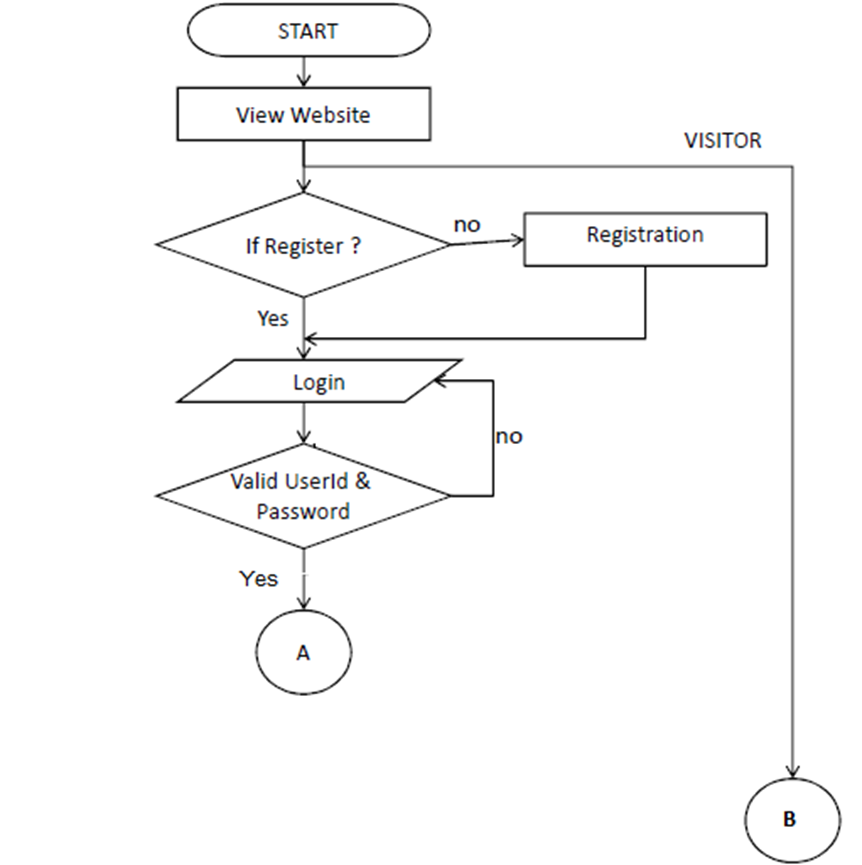 START
View Website
VISITOR
no
If Register ?
Registration
Yes
Login
no
Valid UserId &
Password
Yes
A
B